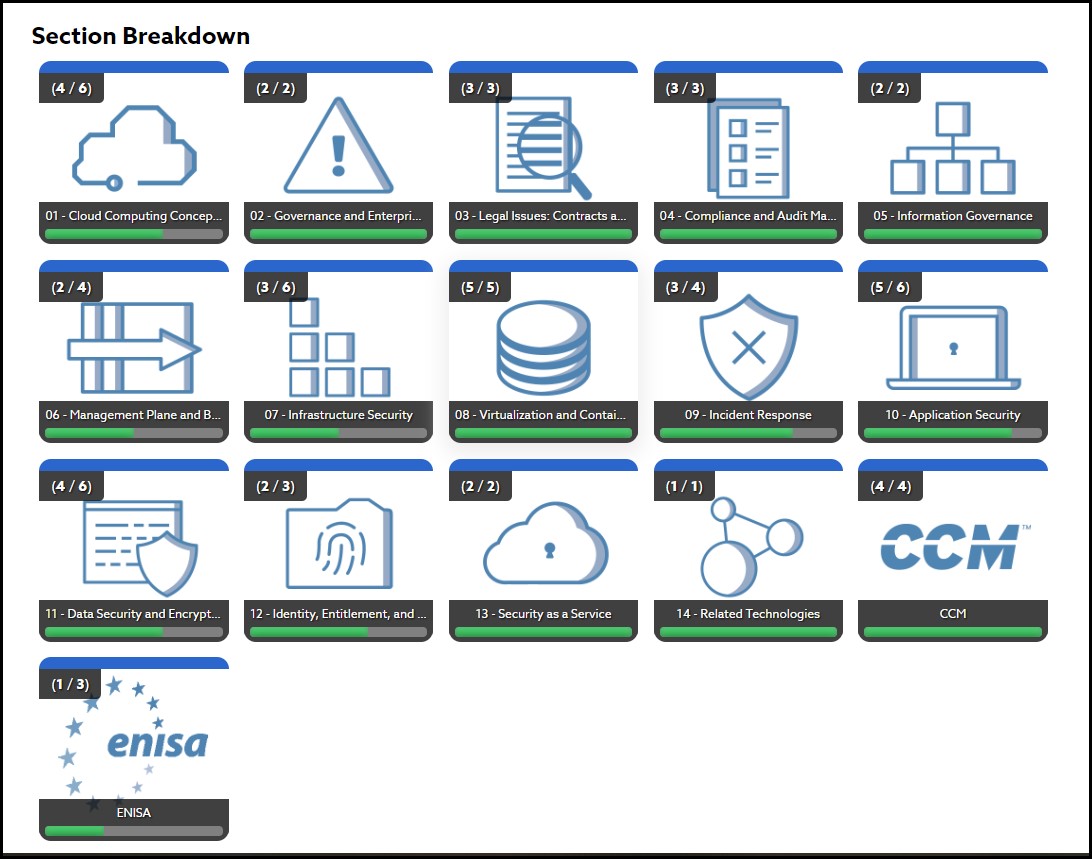 Section Breakdown
(4 / 6)
(2 / 2)
(3 / 3)
(3 / 3)
(2 / 2)
01 - Cloud Computing Concep...
02 - Governance and Enterpri...
03 - Legal Issues: Contracts a...
04 - Compliance and Audit Ma...
05 - Information Governance
(2 / 4)
(3 / 6)
(5 / 5)
(3 / 4)
(5 / 6)
06 - Management Plane and B...
07 - Infrastructure Security
08 - Virtualization and Contai...
09 - Incident Response
10 - Application Security
(4 / 6)
(2 / 3)
(2 / 2)
(1 / 1)
(4 / 4)
CCM™
11 - Data Security and Encrypt...
12 - Identity, Entitlement, and ...
13 - Security as a Service
14 - Related Technologies
CCM
(1 / 3)
enisa
ENISA